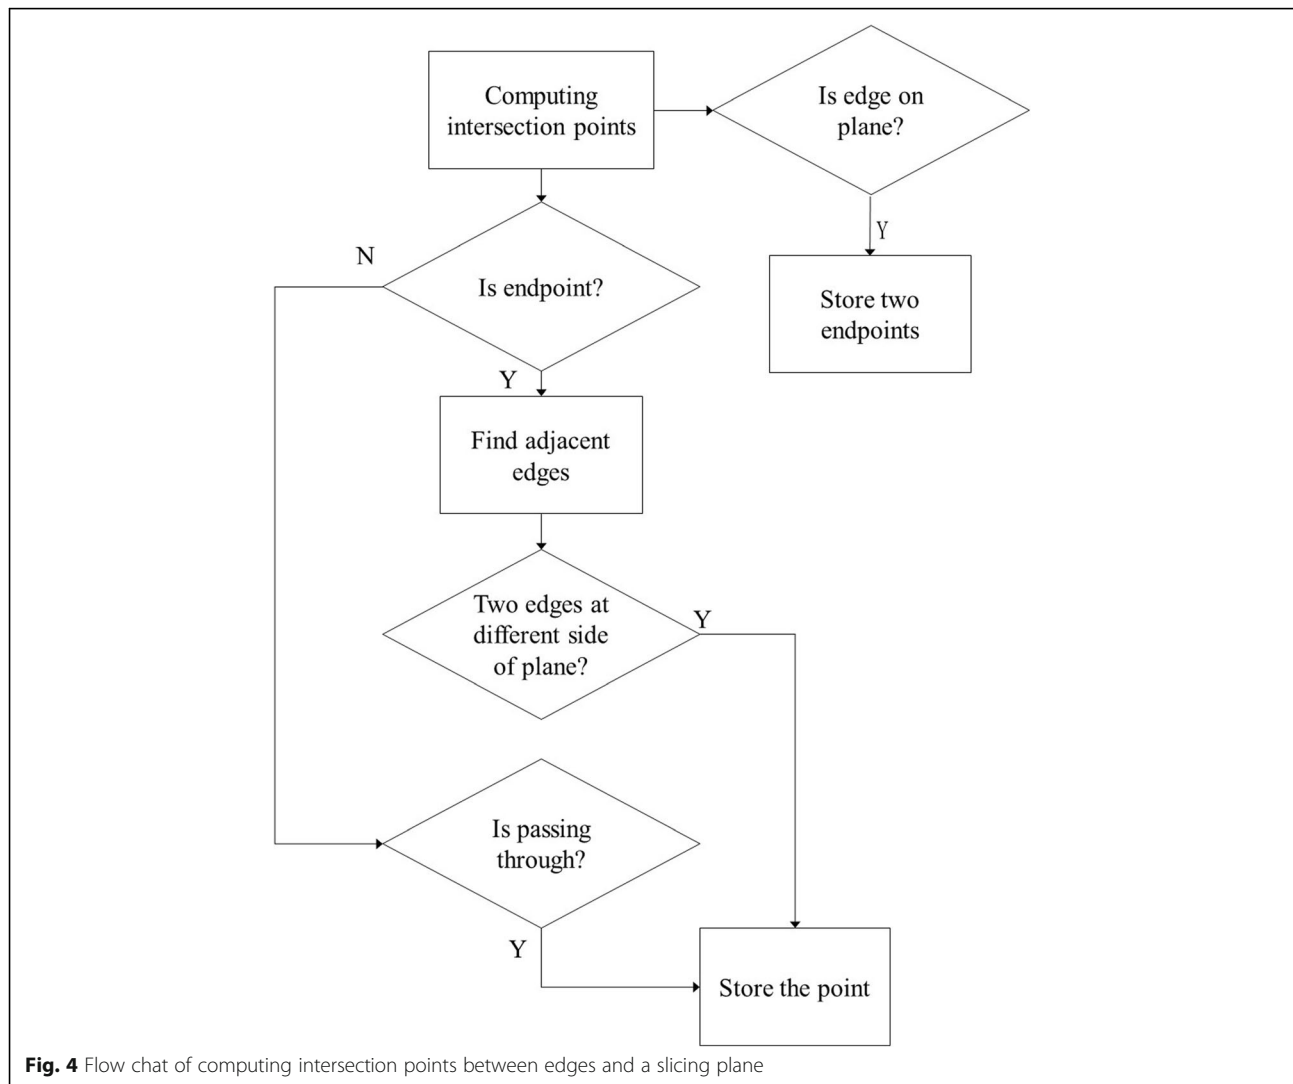 Computing
intersection points
Is edge on
plane?
Y
Store two
endpoints
N
Is endpoint?
Y
Find adjacent
edges
Two edges at
different side
of plane?
Y
Is passing
through?
Y
Store the point
Fig. 4 Flow chat of computing intersection points between edges and a slicing plane